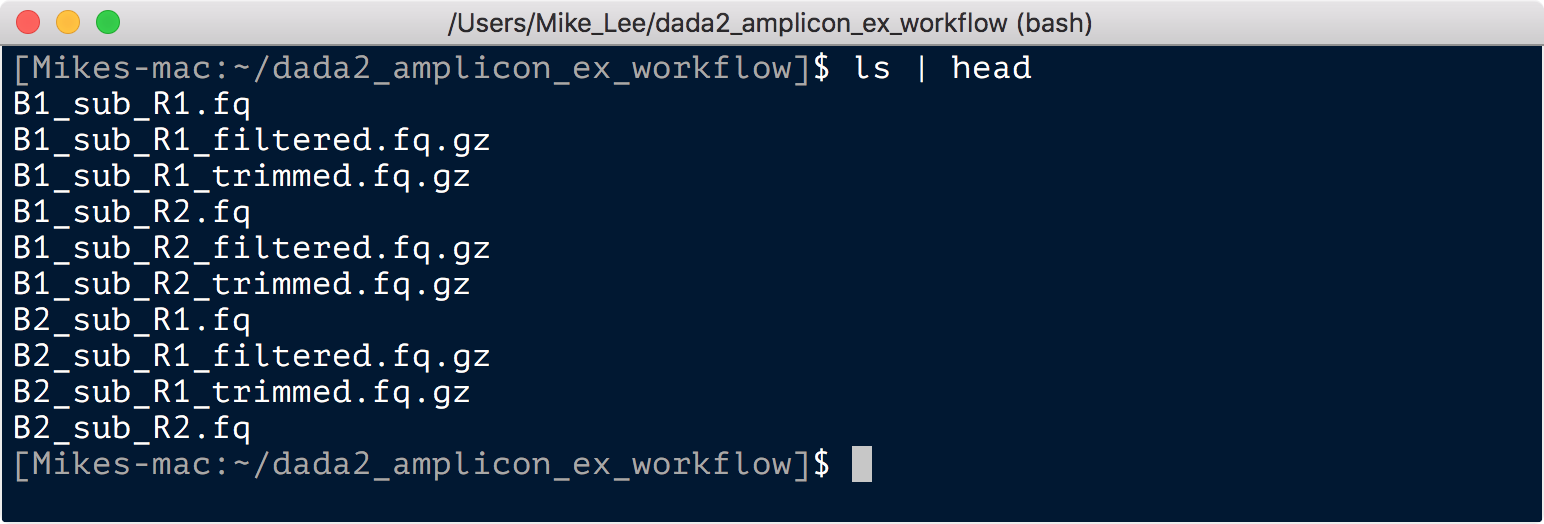 /Users/Mike_Lee/dada2_amplicon_ex_workflow (bash)
[Mikes-mac:~/dada2_amplicon_ex_workflow]$ ls | head
B1_sub_R1.fq
B1_sub_R1_filtered.fq.gz
B1_sub_R1_trimmed.fq.gz
B1_sub_R2.fq
B1_sub_R2_filtered.fq.gz
B1_sub_R2_trimmed.fq.gz
B2_sub_R1.fq
B2_sub_R1_filtered.fq.gz
B2_sub_R1_trimmed.fq.gz
B2_sub_R2.fq
[Mikes-mac:~/dada2_amplicon_ex_workflow]$